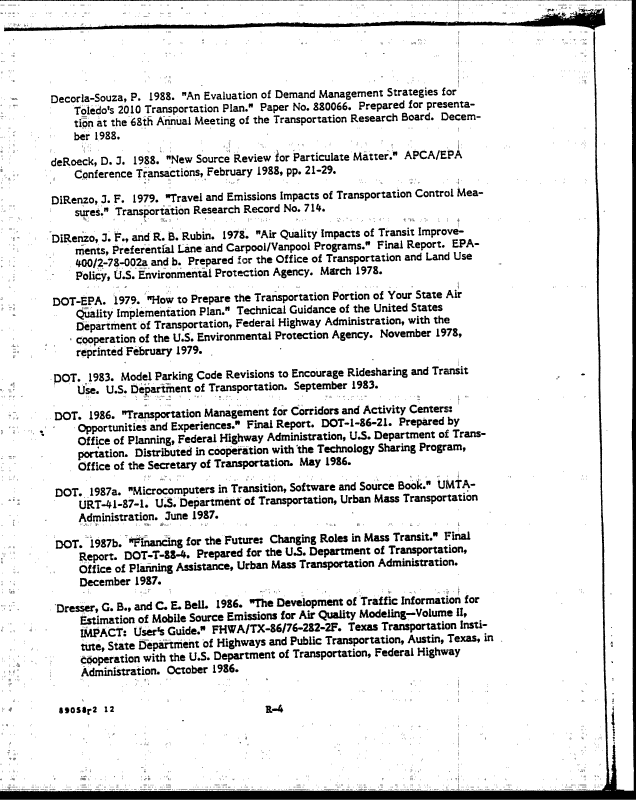 Decorla-Souza, P. 1988. "An Evaluation of Demand Management Strategies for
Toledo's 2010 Transportation Plan." Paper No. 880066. Prepared for presenta-
tion at the 68th Annual Meeting of the Transportation Research Board. Decem-
ber 1988.
deRoeck, D. J. 1988. "New Source Review for Particulate Matter." APCA/EPA
Conference Transactions, February 1988, pp. 21-29.
DiRenzo, J. F. 1979. "Travel and Emissions Impacts of Transportation Control Mea-
sures." Transportation Research Record No. 714.
DiRenzo, J. F., and R. B. Rubin. 1978. "Air Quality Impacts of Transit Improve-
ments, Preferential Lane and Carpool/Vanpool Programs." Final Report. EPA-
400/2-78-002a and b. Prepared for the Office of Transportation and Land Use
Policy, U.S. Environmental Protection Agency. March 1978.
DOT-EPA. 1979. "How to Prepare the Transportation Portion of Your State Air
Quality Implementation Plan." Technical Guidance of the United States
Department of Transportation, Federal Highway Administration, with the
cooperation of the U.S. Environmental Protection Agency. November 1978,
reprinted February 1979.
DOT. 1983. Model Parking Code Revisions to Encourage Ridesharing and Transit
Use. U.S. Department of Transportation. September 1983.
DOT. 1986. "Transportation Management for Corridors and Activity Centers:
Opportunities and Experiences." Final Report. DOT-1-86-21. Prepared by
Office of Planning, Federal Highway Administration, U.S. Department of Trans-
portation. Distributed in cooperation with the Technology Sharing Program,
Office of the Secretary of Transportation. May 1986.
DOT. 1987a. "Microcomputers in Transition, Software and Source Book." UMTA-
URT-41-87-1. U.S. Department of Transportation, Urban Mass Transportation
Administration. June 1987.
DOT. 1987b. "Financing for the Future: Changing Roles in Mass Transit." Final
Report. DOT-T-88-4. Prepared for the U.S. Department of Transportation,
Office of Planning Assistance, Urban Mass Transportation Administration.
December 1987.
Dresser, G. B., and C. E. Bell. 1986. "The Development of Traffic Information for
Estimation of Mobile Source Emissions for Air Quality Modeling—Volume II,
IMPACT: User's Guide." FHWA/TX-86/76-282-2F. Texas Transportation Insti-
tute, State Department of Highways and Public Transportation, Austin, Texas, in
cooperation with the U.S. Department of Transportation, Federal Highway
Administration. October 1986.
89058r2 12
R-4